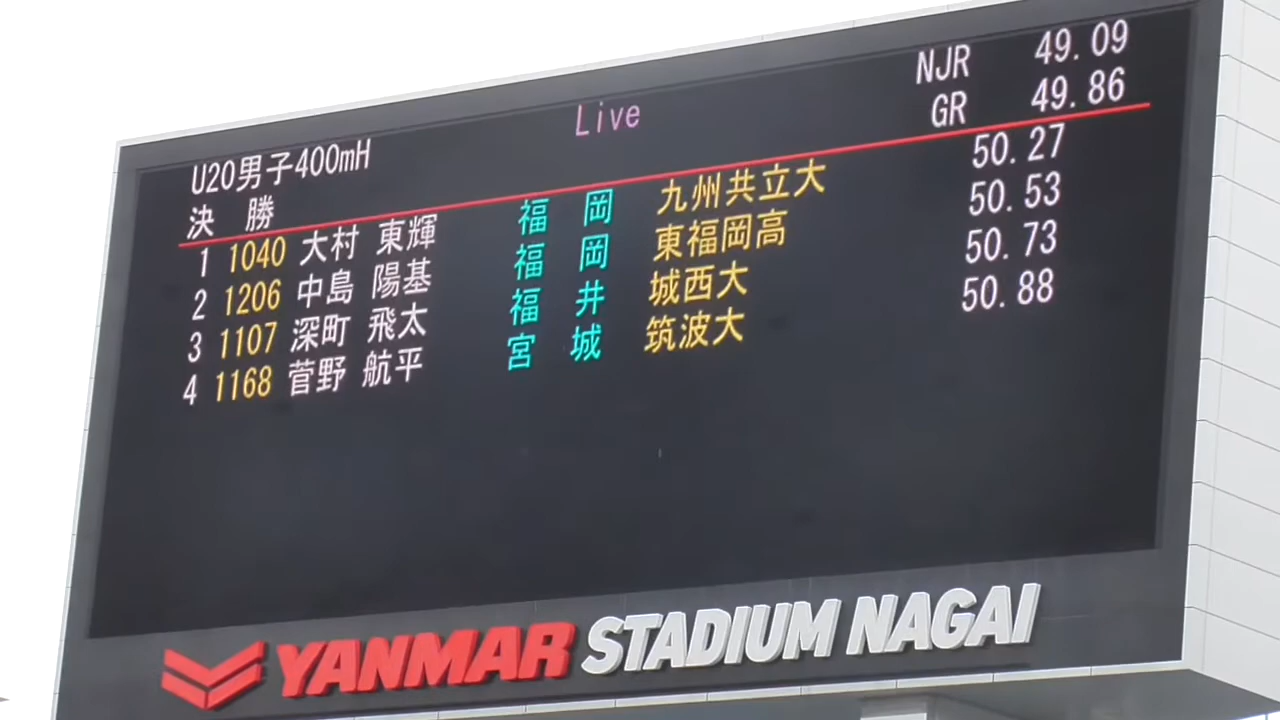 Live
NJR 49.09
GR 49.86
U20男子400mH
決 勝
1 1040 大村 東輝 福 岡 九州共立大 50.27
2 1206 中島 陽基 福 岡 東福岡高 50.53
3 1107 深町 飛太 福 井 城西大 50.73
4 1168 菅野 航平 宮 城 筑波大 50.88
YANMAR STADIUM NAGAI